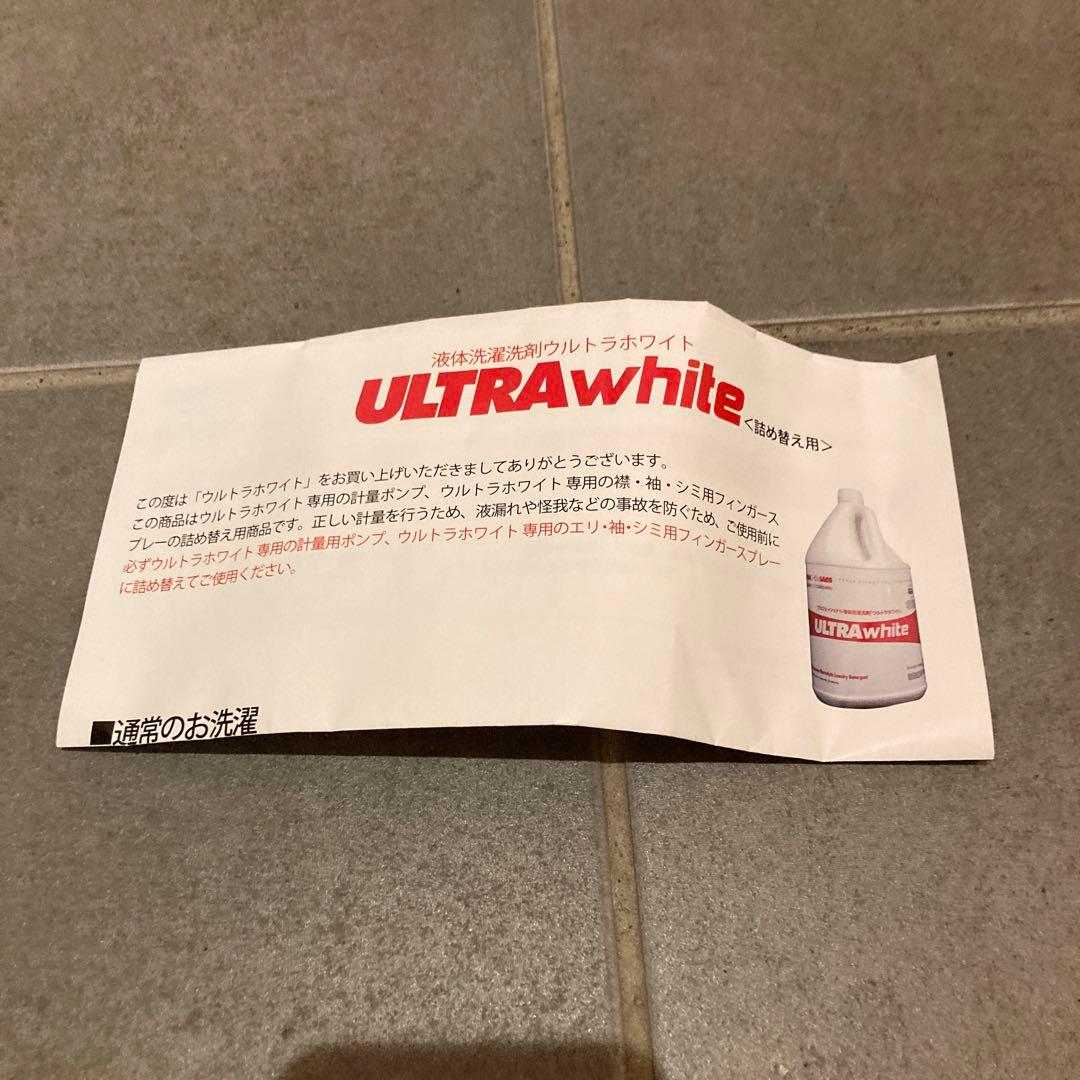 液体洗濯洗剤ウルトラホワイト
ULTRAwhite
<詰め替え用>
この度は「ウルトラホワイト」をお買い上げいただきましてありがとうございます。
この商品はウルトラホワイト専用の計量ポンプ、ウルトラホワイト専用の襟・袖・シミ用フィンガース
プレーの詰め替え用商品です。正しい計量を行うため、液漏れや怪我などの事故を防ぐため、ご使用前に
必ずウルトラホワイト専用の計量用ポンプ、ウルトラホワイト専用のエリ・袖・シミ用フィンガースプレー
に詰め替えてご使用ください。
ULTRAwhite
Laundry Detergent
■通常のお洗濯